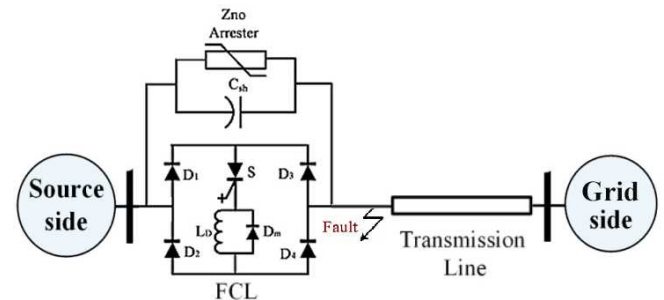 Zno
Arrester
Csh
Source
side
D1
S
D3
LD
Dm
D2
D4
FCL
Fault
Transmission
Line
Grid
side